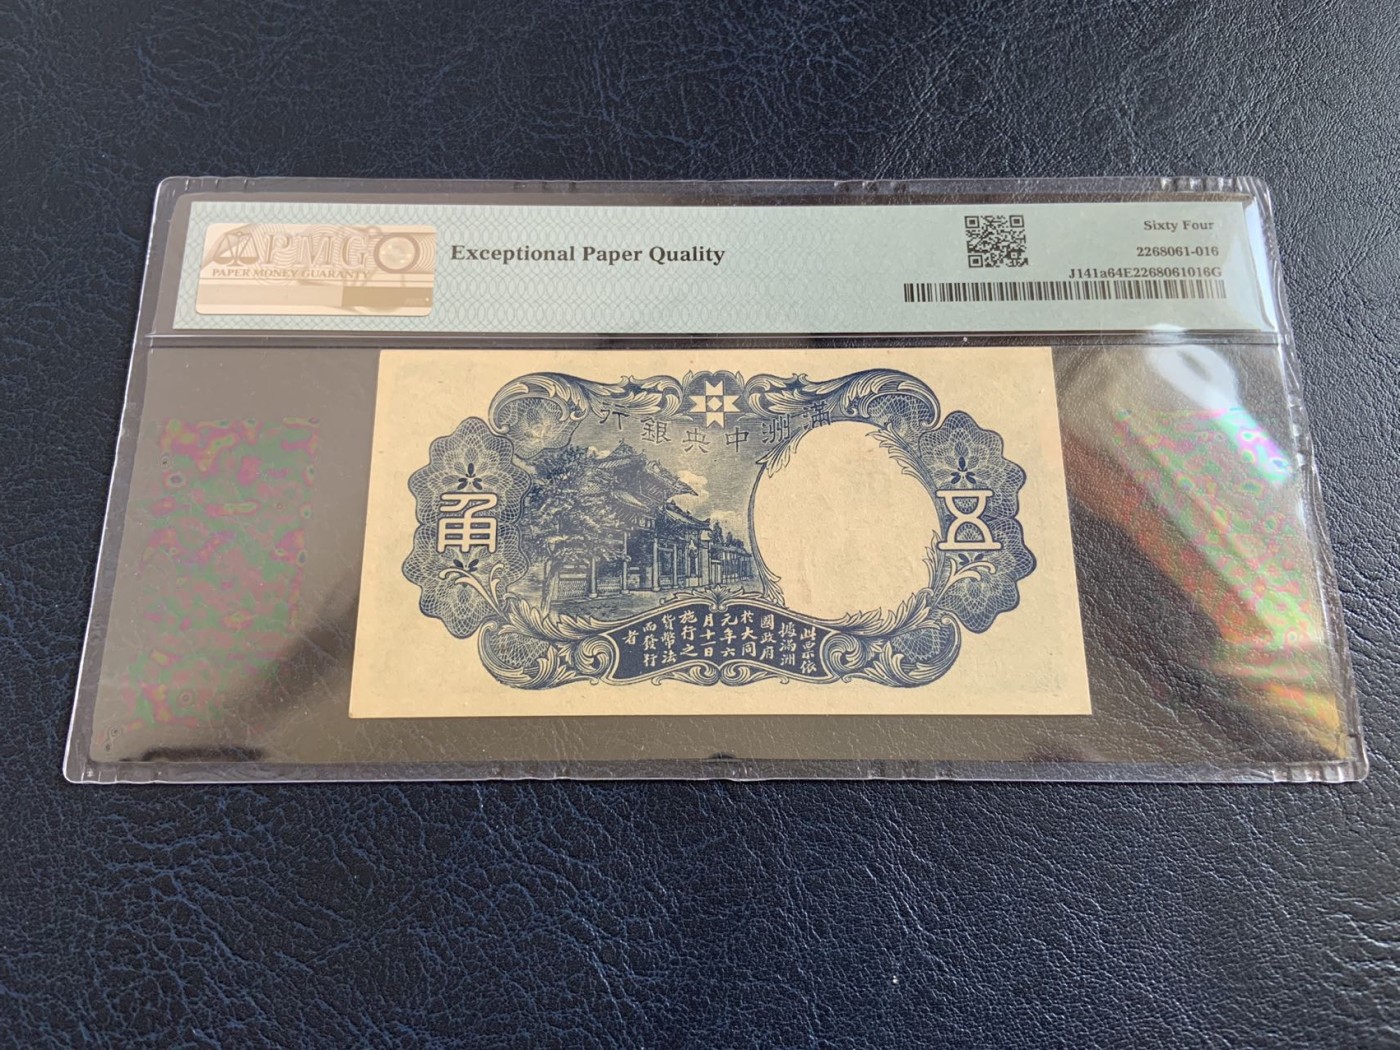 PMG
PAPER MONEY GUARANTY
Exceptional Paper Quality
Sixty Four
2268061-016
J141a64E2268061016G
滿洲中央銀行
五
角
此票依
據滿洲
國政府
於大同
元年六
月十一日
施行之
貨幣法
而發行
者